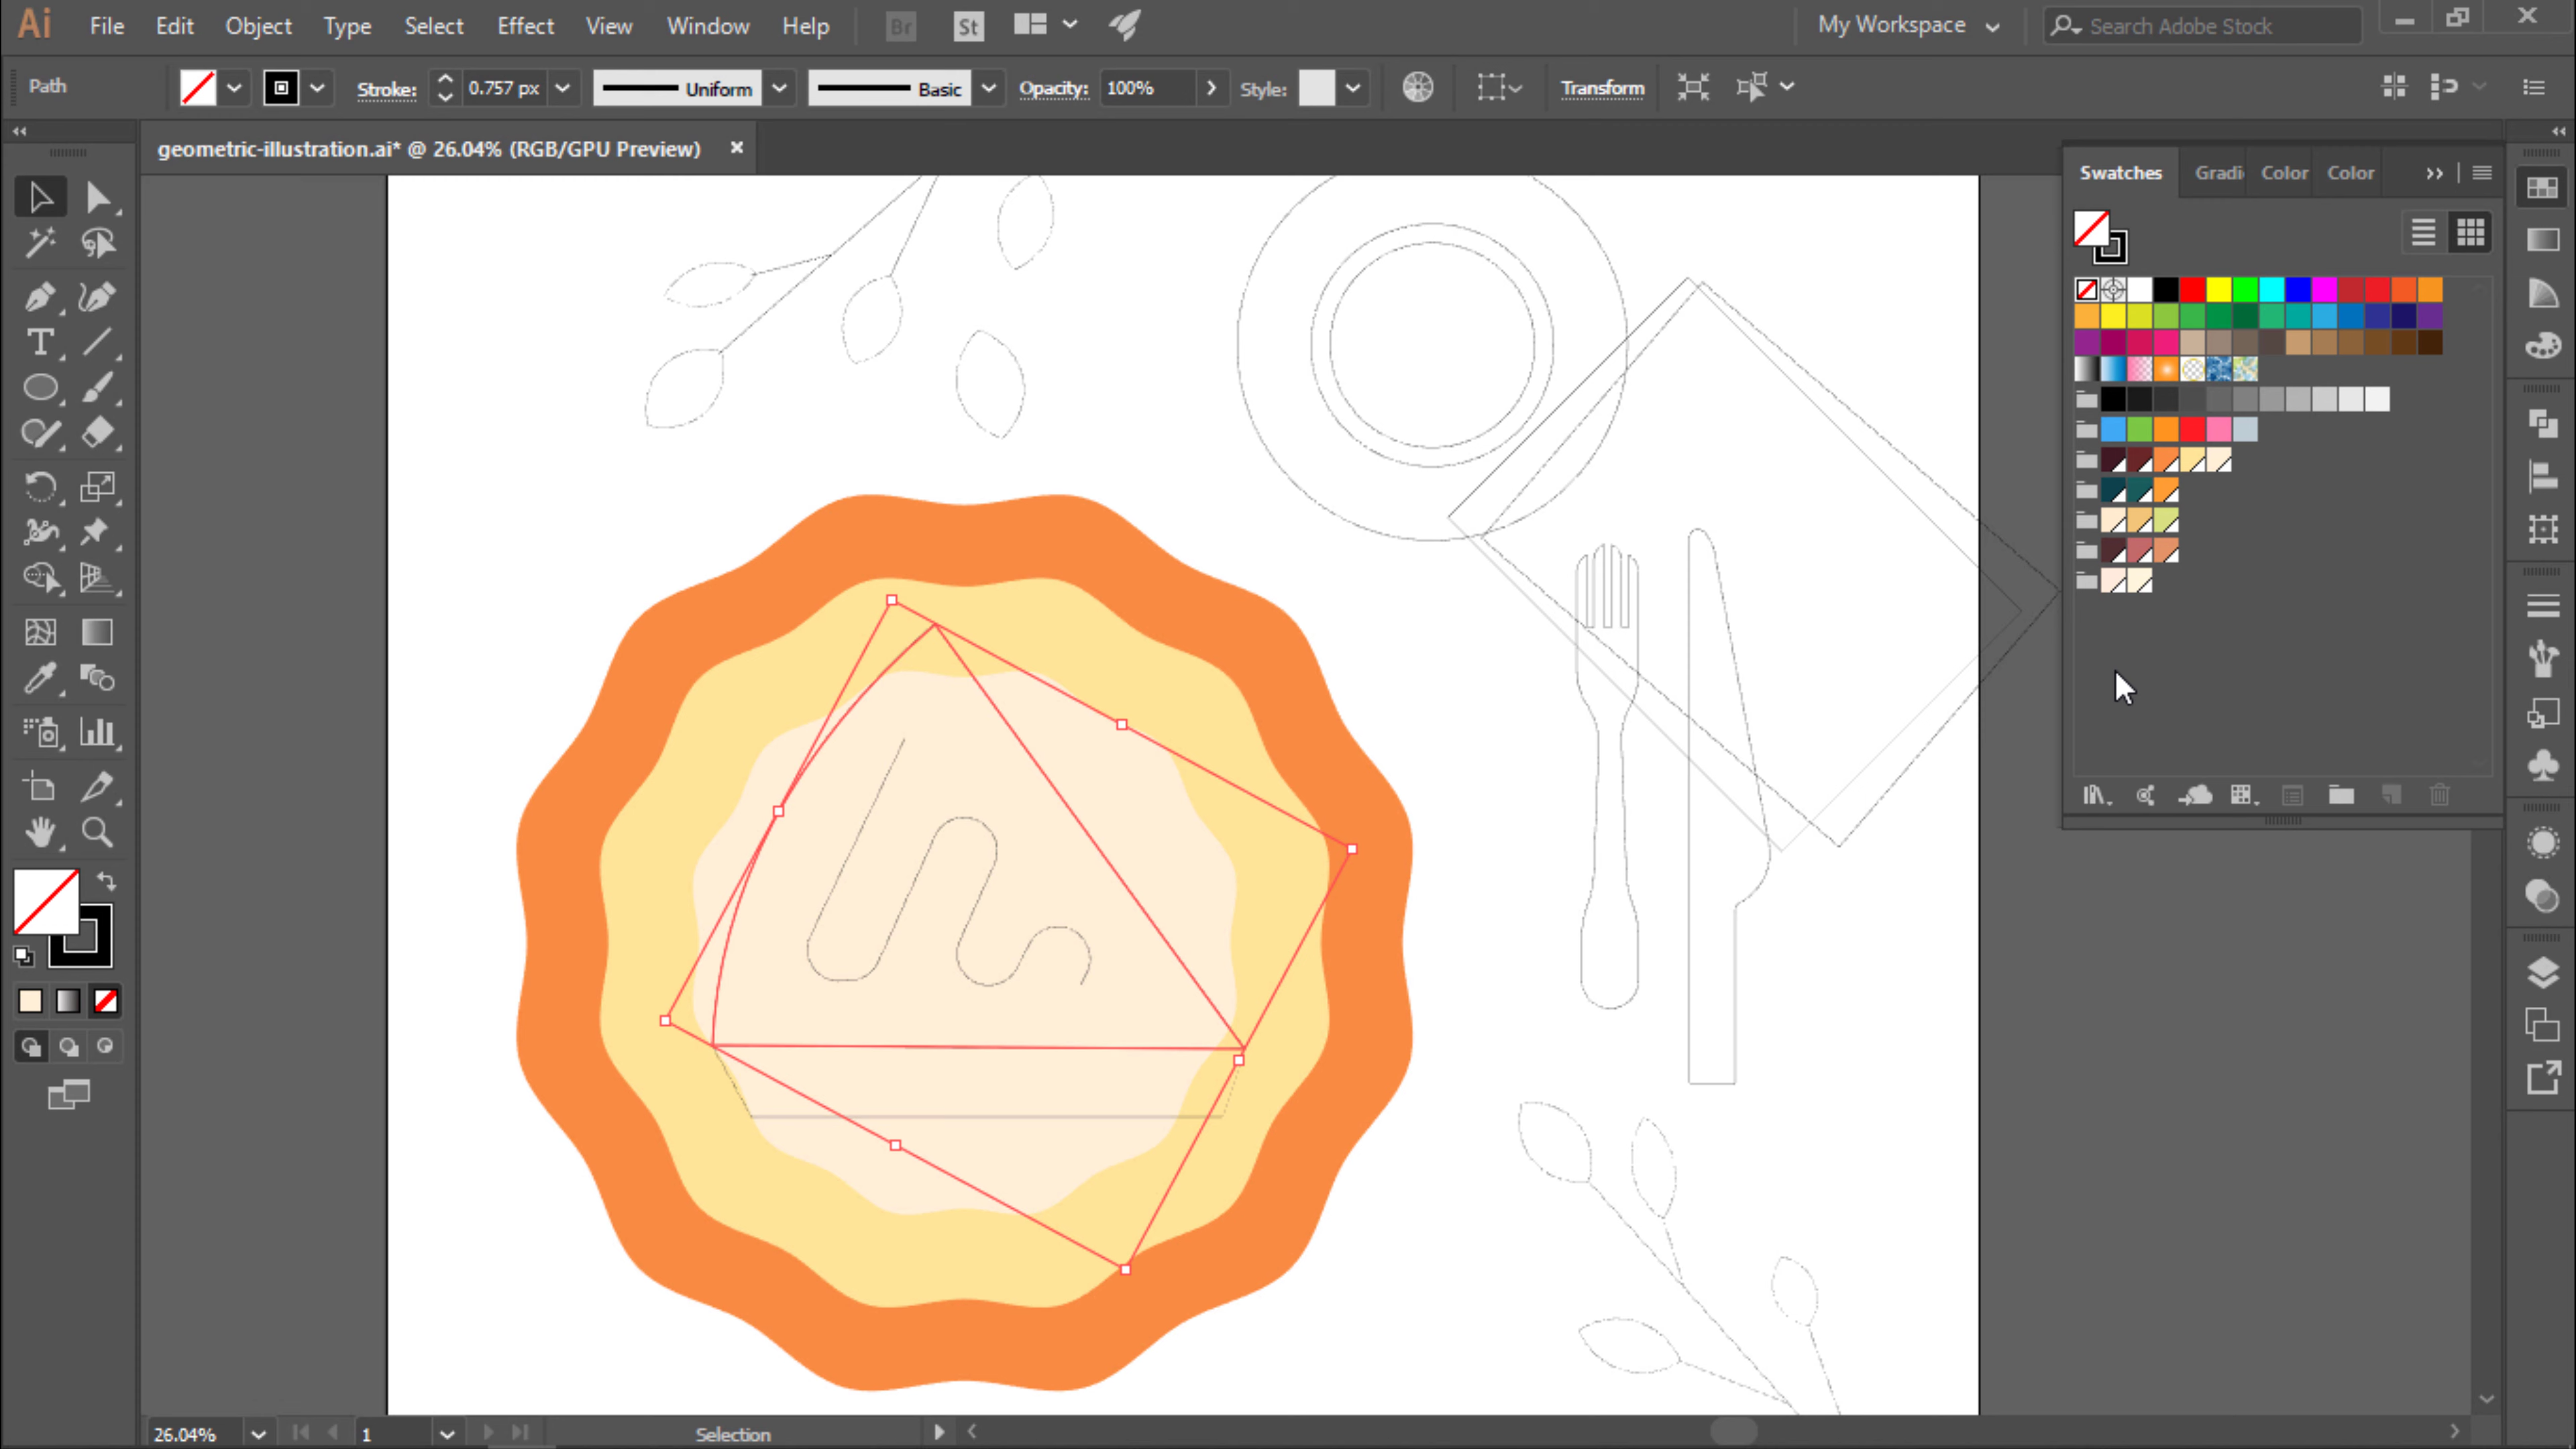 Ai File Edit Object Type Select Effect View Window Help Br St My Workspace Search Adobe Stock
Path Stroke: 0.757 px Uniform Basic Opacity: 100% Style: Transform
geometric-illustration.ai* @ 26.04% (RGB/GPU Preview)
Swatches Gradi Color Color
26.04% 1 Selection